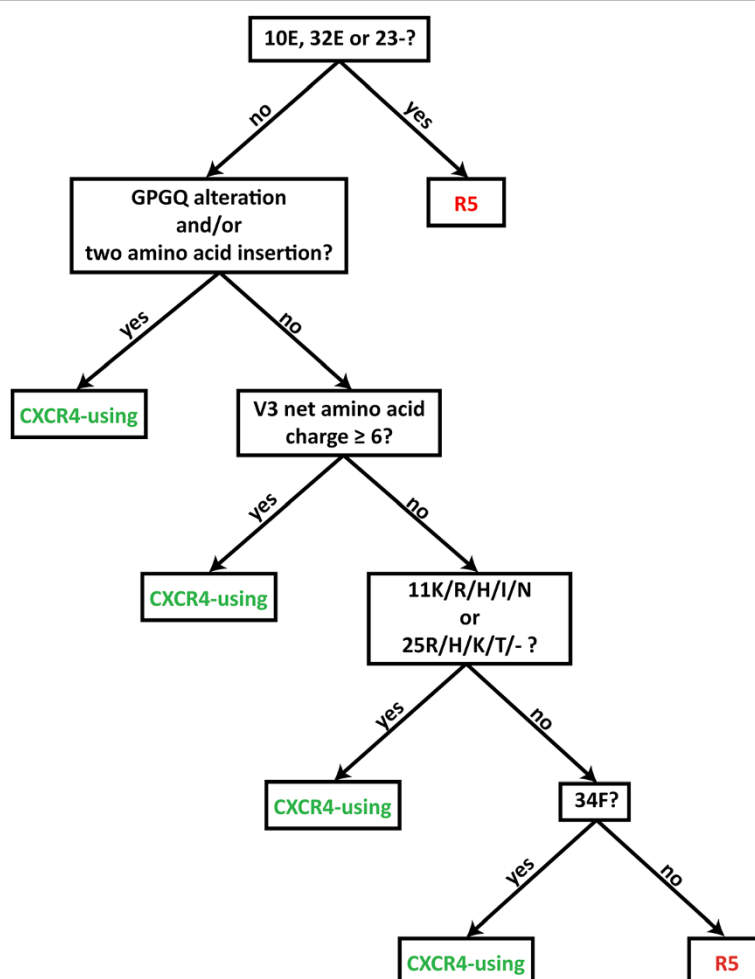 10E, 32E or 23-?
no
yes
GPGQ alteration
and/or
two amino acid insertion?
R5
yes
no
CXCR4-using
V3 net amino acid
charge ≥ 6?
yes
no
CXCR4-using
11K/R/H/I/N
or
25R/H/K/T/- ?
yes
no
CXCR4-using
34F?
yes
no
CXCR4-using
R5